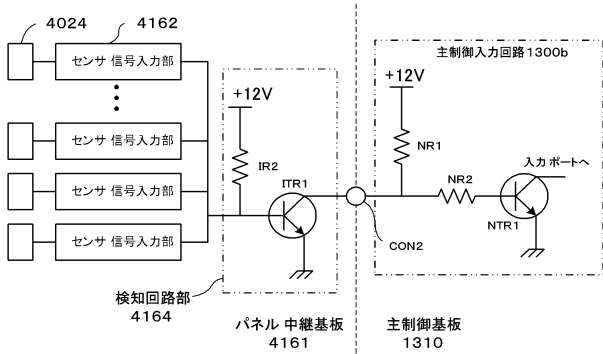 4024
4162
センサ 信号入力部
センサ 信号入力部
センサ 信号入力部
センサ 信号入力部
+12V
IR2
ITR1
検知回路部
4164
パネル 中継基板
4161
CON2
主制御入力回路1300b
+12V
NR1
NR2
入力 ポートへ
NTR1
主制御基板
1310